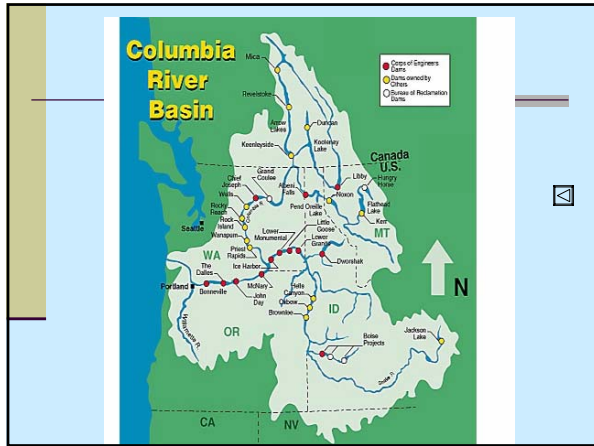 Columbia
River
Basin
Corps of Engineers
Dams
Dams owned by
Others
Bureau of Reclamation
Dams
Mica
Revelstoke
Arrow
Lakes
Duncan
Kootenay
Lake
Keenleyside
Canada
U.S.
Grand
Coulee
Chief
Joseph
Wells
Rocky
Reach
Rock
Island
Wanapum
Priest
Rapids
Seattle
Columbia R.
Albeni
Falls
Pend Oreille
Lake
Libby
Hungry
Horse
Noxon
Flathead
Lake
Kerr
MT
Little
Goose
Lower
Granite
Lower
Monumental
WA
Ice Harbor
Dworshak
The
Dalles
McNary
Portland
Bonneville
John
Day
Hells
Canyon
Oxbow
Brownlee
ID
N
OR
Willamette R.
Boise
Projects
Jackson
Lake
Snake R.
CA
NV